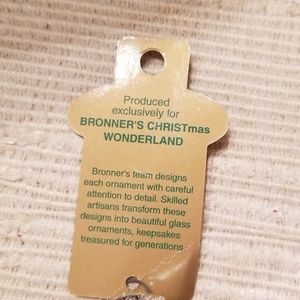 Produced
exclusively for
BRONNER'S CHRISTmas
WONDERLAND
Bronner's team designs
each ornament with careful
attention to detail. Skilled
artisans transform these
designs into beautiful glass
ornaments, keepsakes
treasured for generations